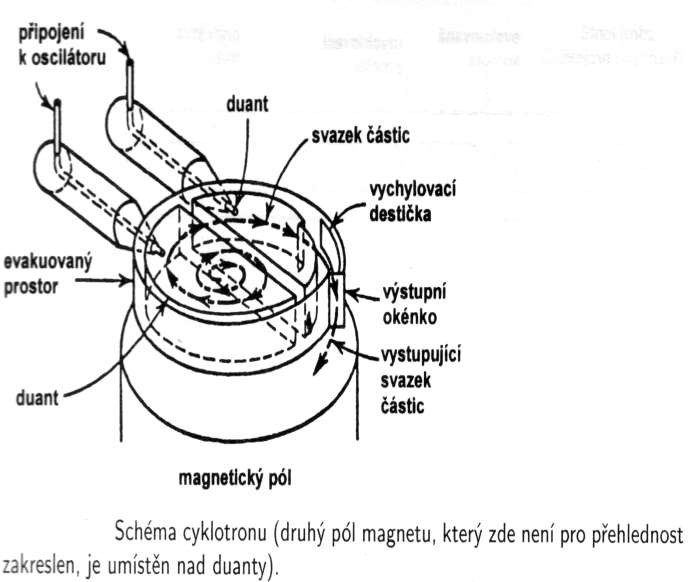 připojení
k oscilátoru
duant
svazek částic
vychylovací
destička
evakuovaný
prostor
výstupní
okénko
vystupující
svazek
částic
duant
magnetický pól
Schéma cyklotronu (druhý pól magnetu, který zde není pro přehlednost
zakreslen, je umístěn nad duanty).